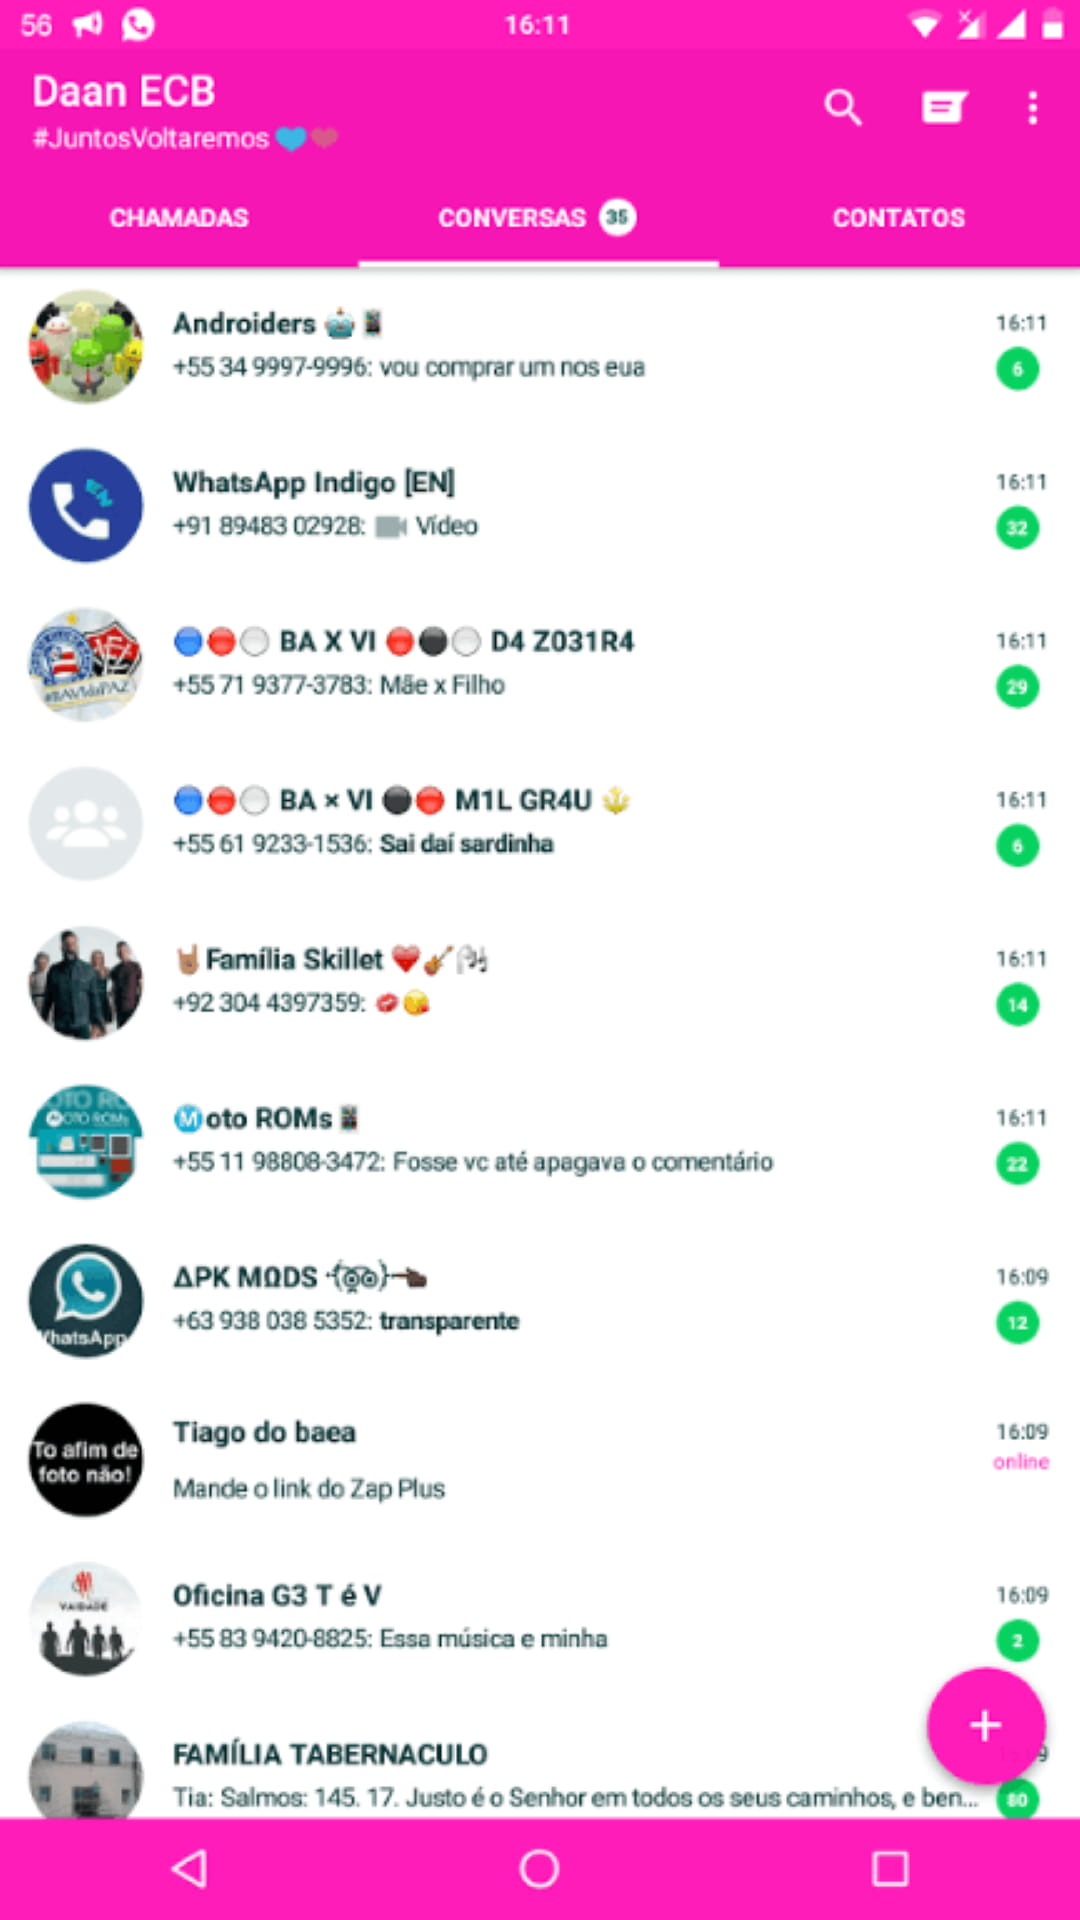 56 16:11
Daan ECB
#JuntosVoltaremos 💙❤
CHAMADAS CONVERSAS 35 CONTATOS
Androiders 🤖📱 16:11
+55 34 9997-9996: vou comprar um nos eua 6
WhatsApp Indigo [EN] 16:11
+91 89483 02928: Vídeo 32
EN
🔵🔴⚪ BA X VI 🔴⚫⚪ D4 Z031R4 16:11
+55 71 9377-3783: Mãe x Filho 29
🔵🔴⚪ BA × VI ⚫🔴 M1L GR4U 🔱 16:11
+55 61 9233-1536: Sai daí sardinha 6
🤘Família Skillet ❤🎸🎼 16:11
+92 304 4397359: 💋😘 14
Ⓜoto ROMs📱 16:11
+55 11 98808-3472: Fosse vc até apagava o comentário 22
OTO ROMs
ΔPK MΩDS 16:09
+63 938 038 5352: transparente 12
WhatsApp
Tiago do baea 16:09
online
Mande o link do Zap Plus
To afim de
foto não!
Oficina G3 T é V 16:09
+55 83 9420-8825: Essa música e minha 2
FAMÍLIA TABERNACULO
Tia: Salmos: 145. 17. Justo é o Senhor em todos os seus caminhos, e ben... 80